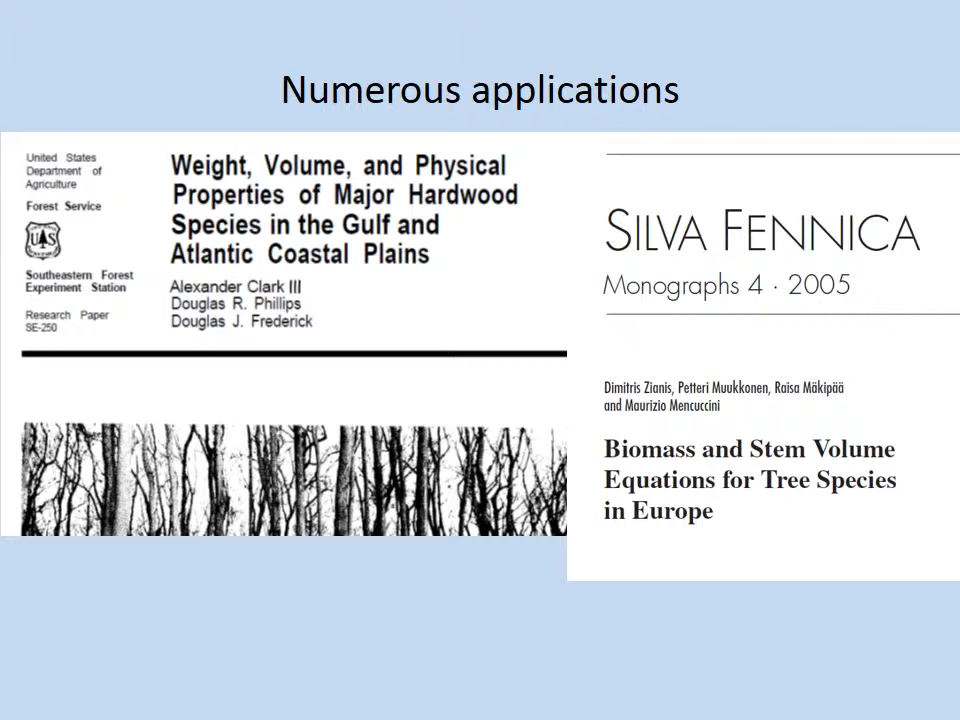 Numerous applications
United States
Department of
Agriculture
Forest Service
UAS
Southeastern Forest
Experiment Station
Research Paper
SE-250
Weight, Volume, and Physical
Properties of Major Hardwood
Species in the Gulf and
Atlantic Coastal Plains
Alexander Clark III
Douglas R. Phillips
Douglas J. Frederick
SILVA FENNICA
Monographs 4 · 2005
Dimitris Zianis, Petteri Muukkonen, Raisa Mäkipää
and Maurizio Mencuccini
Biomass and Stem Volume
Equations for Tree Species
in Europe